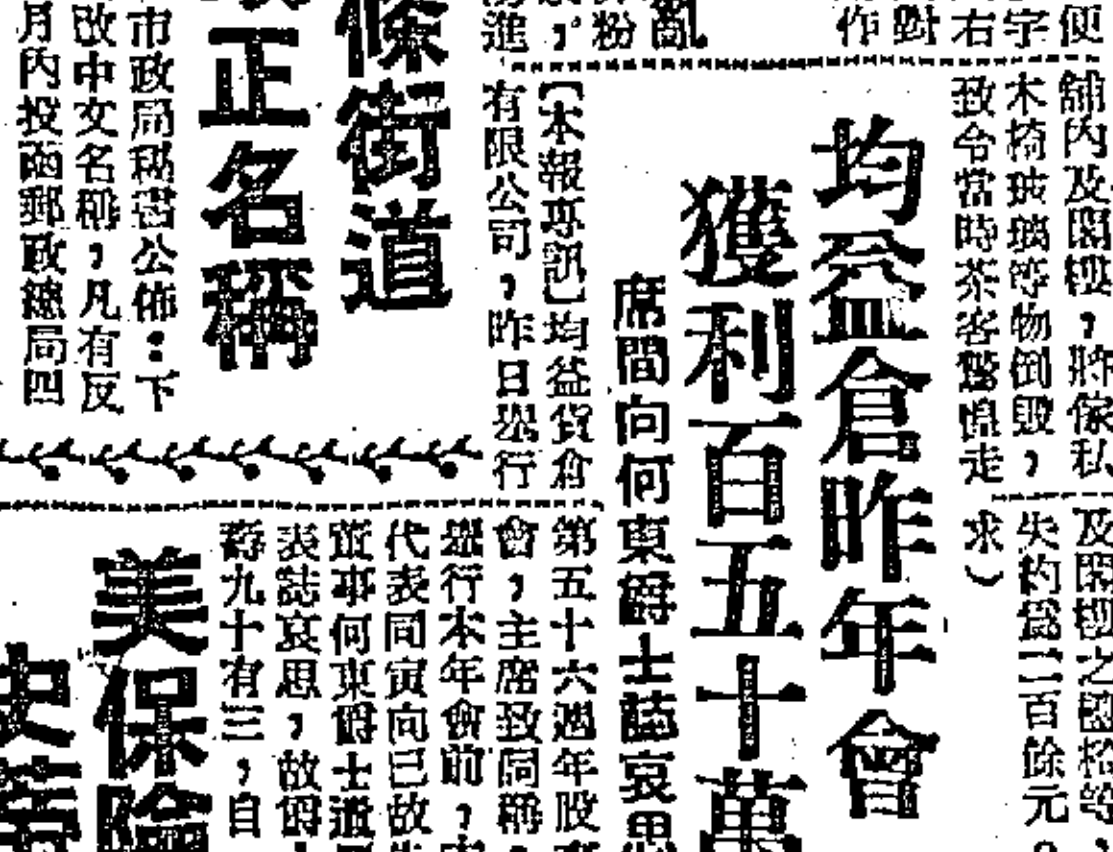 便
字
右
對
作
舖內及閣樓，將傢私
木椅玻璃等物倒毀，
致令當時茶客驚惶走
及閣樓之
失約爲二百餘元。
求）
均益倉昨年會
獲利百五十萬
席間向何東爵士誌哀思
亂
粉
，
進
【本報專訊】均益貨倉
有限公司，昨日舉行
第五十六週年股東
會，主席致詞稱
舉行本年會前，
代表同寅向已故
董事何東爵士遺
表誌哀思，故爵
壽九十有三，自
條街道
正名稱
市政局秘書公佈：下
改中文名稱，凡有反
月內投函郵政總局四
美保險